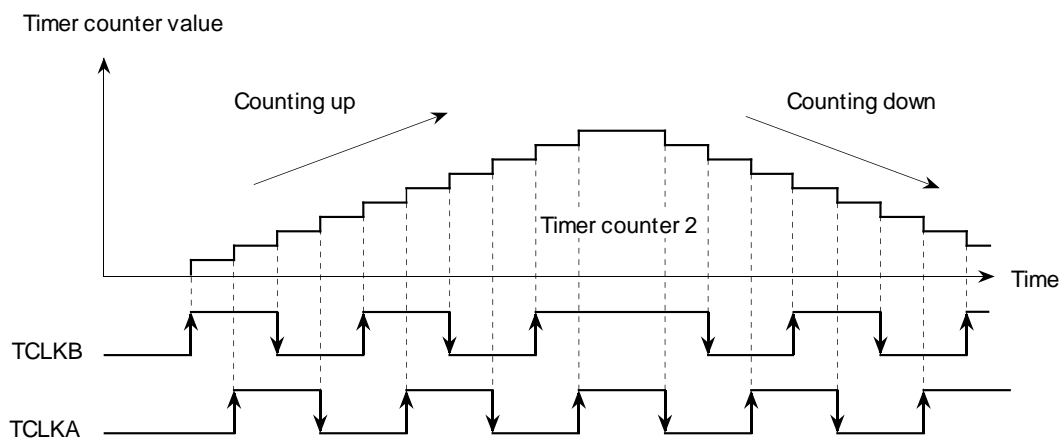 Timer counter value
Counting up
Counting down
Timer counter 2
Time
TCLKB
TCLKA